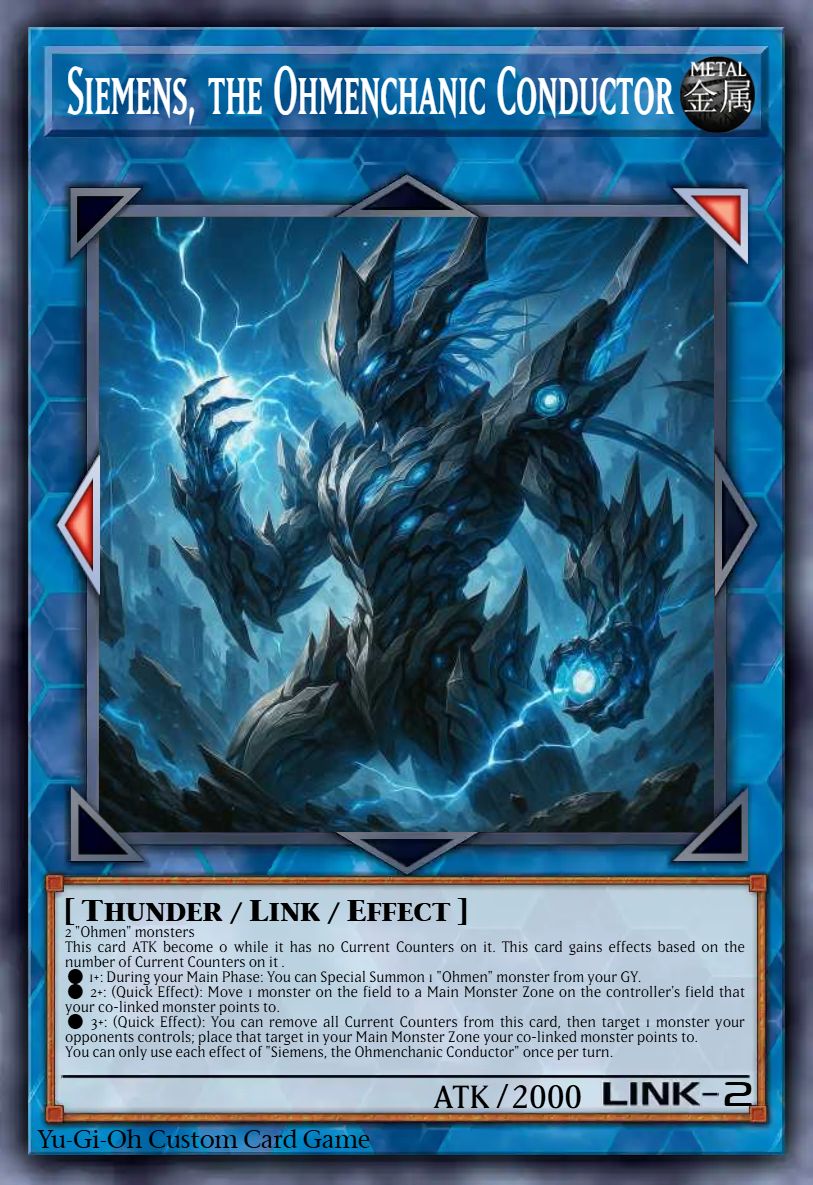 SIEMENS, THE OHMENCHANIC CONDUCTOR
METAL
金属
[ THUNDER / LINK / EFFECT ]
2 "Ohmen" monsters
This card ATK become 0 while it has no Current Counters on it. This card gains effects based on the
number of Current Counters on it .
● 1+: During your Main Phase: You can Special Summon 1 "Ohmen" monster from your GY.
● 2+: (Quick Effect): Move 1 monster on the field to a Main Monster Zone on the controller's field that
your co-linked monster points to.
● 3+: (Quick Effect): You can remove all Current Counters from this card, then target 1 monster your
opponents controls; place that target in your Main Monster Zone your co-linked monster points to.
You can only use each effect of "Siemens, the Ohmenchanic Conductor" once per turn.
ATK / 2000 LINK-2
Yu-Gi-Oh Custom Card Game